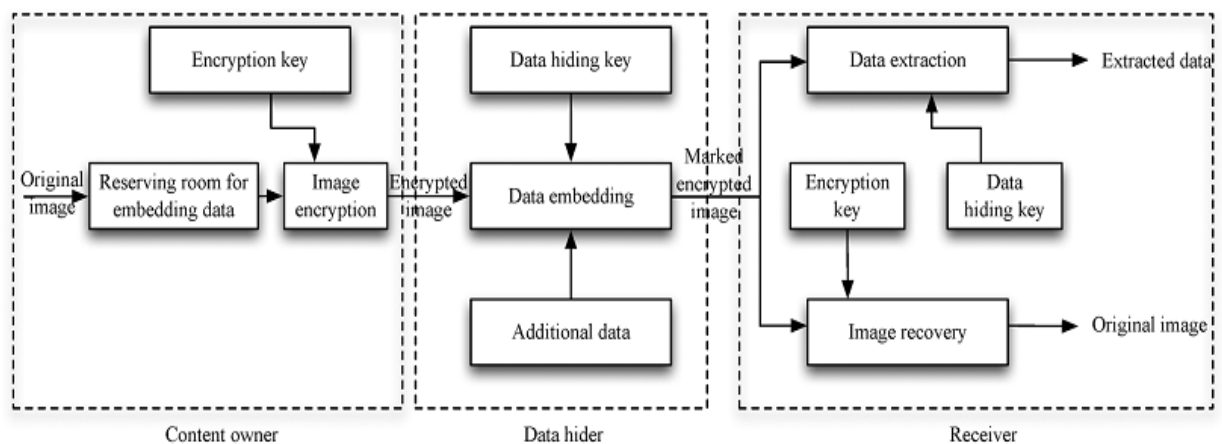 Encryption key
Original
image
Reserving room for
embedding data
Image
encryption
Encrypted
image
Data hiding key
Data embedding
Additional data
Marked
encrypted
image
Data extraction
Extracted data
Encryption
key
Data
hiding key
Image recovery
Original image
Content owner
Data hider
Receiver